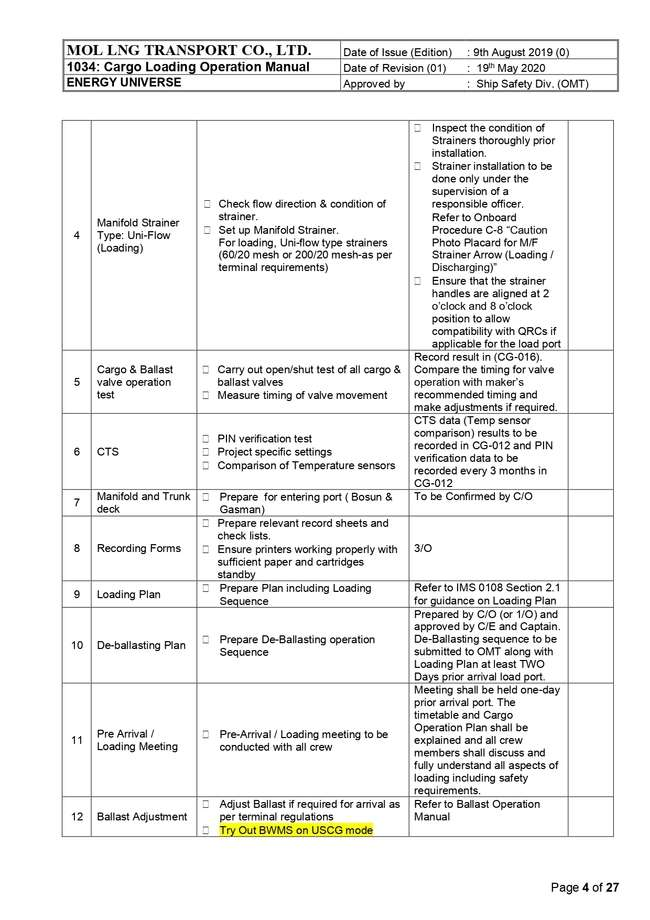 MOL LNG TRANSPORT CO., LTD.
Date of Issue (Edition) : 9th August 2019 (0)
1034: Cargo Loading Operation Manual
Date of Revision (01) : 19th May 2020
ENERGY UNIVERSE
Approved by : Ship Safety Div. (OMT)
4
Manifold Strainer
Type: Uni-Flow
(Loading)
☐ Check flow direction & condition of
strainer.
☐ Set up Manifold Strainer.
For loading, Uni-flow type strainers
(60/20 mesh or 200/20 mesh-as per
terminal requirements)
☐ Inspect the condition of
Strainers thoroughly prior
installation.
☐ Strainer installation to be
done only under the
supervision of a
responsible officer.
Refer to Onboard
Procedure C-8 “Caution
Photo Placard for M/F
Strainer Arrow (Loading /
Discharging)”
☐ Ensure that the strainer
handles are aligned at 2
o’clock and 8 o’clock
position to allow
compatibility with QRCs if
applicable for the load port
5
Cargo & Ballast
valve operation
test
☐ Carry out open/shut test of all cargo &
ballast valves
☐ Measure timing of valve movement
Record result in (CG-016).
Compare the timing for valve
operation with maker’s
recommended timing and
make adjustments if required.
6
CTS
☐ PIN verification test
☐ Project specific settings
☐ Comparison of Temperature sensors
CTS data (Temp sensor
comparison) results to be
recorded in CG-012 and PIN
verification data to be
recorded every 3 months in
CG-012
7
Manifold and Trunk
deck
☐ Prepare for entering port ( Bosun &
Gasman)
To be Confirmed by C/O
8
Recording Forms
☐ Prepare relevant record sheets and
check lists.
☐ Ensure printers working properly with
sufficient paper and cartridges
standby
3/O
9
Loading Plan
☐ Prepare Plan including Loading
Sequence
Refer to IMS 0108 Section 2.1
for guidance on Loading Plan
10
De-ballasting Plan
☐ Prepare De-Ballasting operation
Sequence
Prepared by C/O (or 1/O) and
approved by C/E and Captain.
De-Ballasting sequence to be
submitted to OMT along with
Loading Plan at least TWO
Days prior arrival load port.
11
Pre Arrival /
Loading Meeting
☐ Pre-Arrival / Loading meeting to be
conducted with all crew
Meeting shall be held one-day
prior arrival port. The
timetable and Cargo
Operation Plan shall be
explained and all crew
members shall discuss and
fully understand all aspects of
loading including safety
requirements.
12
Ballast Adjustment
☐ Adjust Ballast if required for arrival as
per terminal regulations
☐ Try Out BWMS on USCG mode
Refer to Ballast Operation
Manual
Page 4 of 27